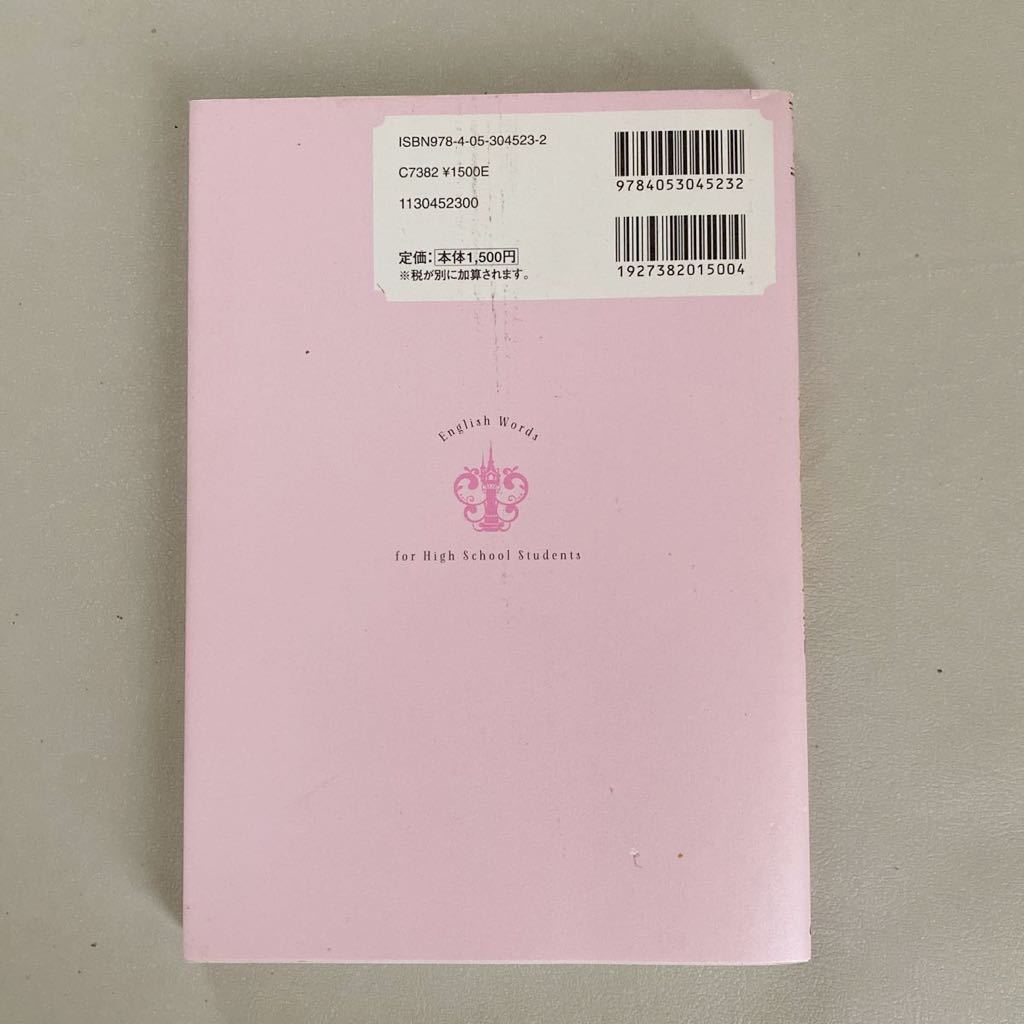 ISBN978-4-05-304523-2
C7382 ¥1500E
1130452300
定価：本体1,500円
※税が別に加算されます。
9784053045232
1927382015004
English Words
for High School Students